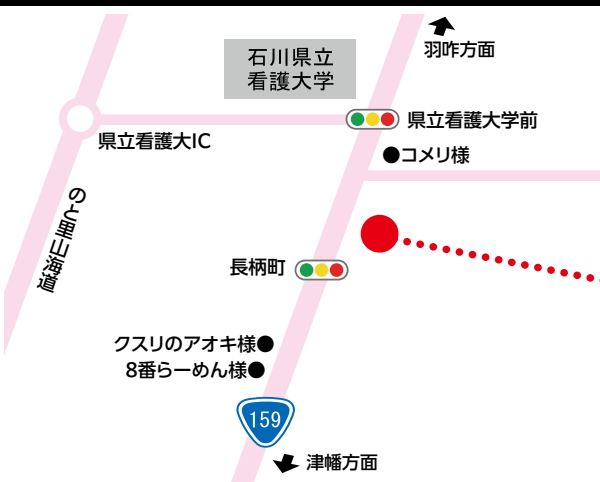 羽咋方面
石川県立
看護大学
県立看護大学前
県立看護大IC
コメリ様
のと里山海道
長柄町
クスリのアオキ様
8番らーめん様
159
津幡方面